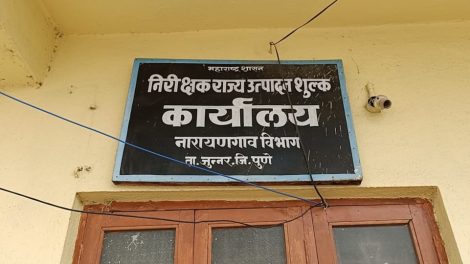 महाराष्ट्र शासन
निरीक्षक राज्य उत्पादन शुल्क
कार्यालय
नारायणगाव विभाग
ता. जुन्नर, जि. पुणे